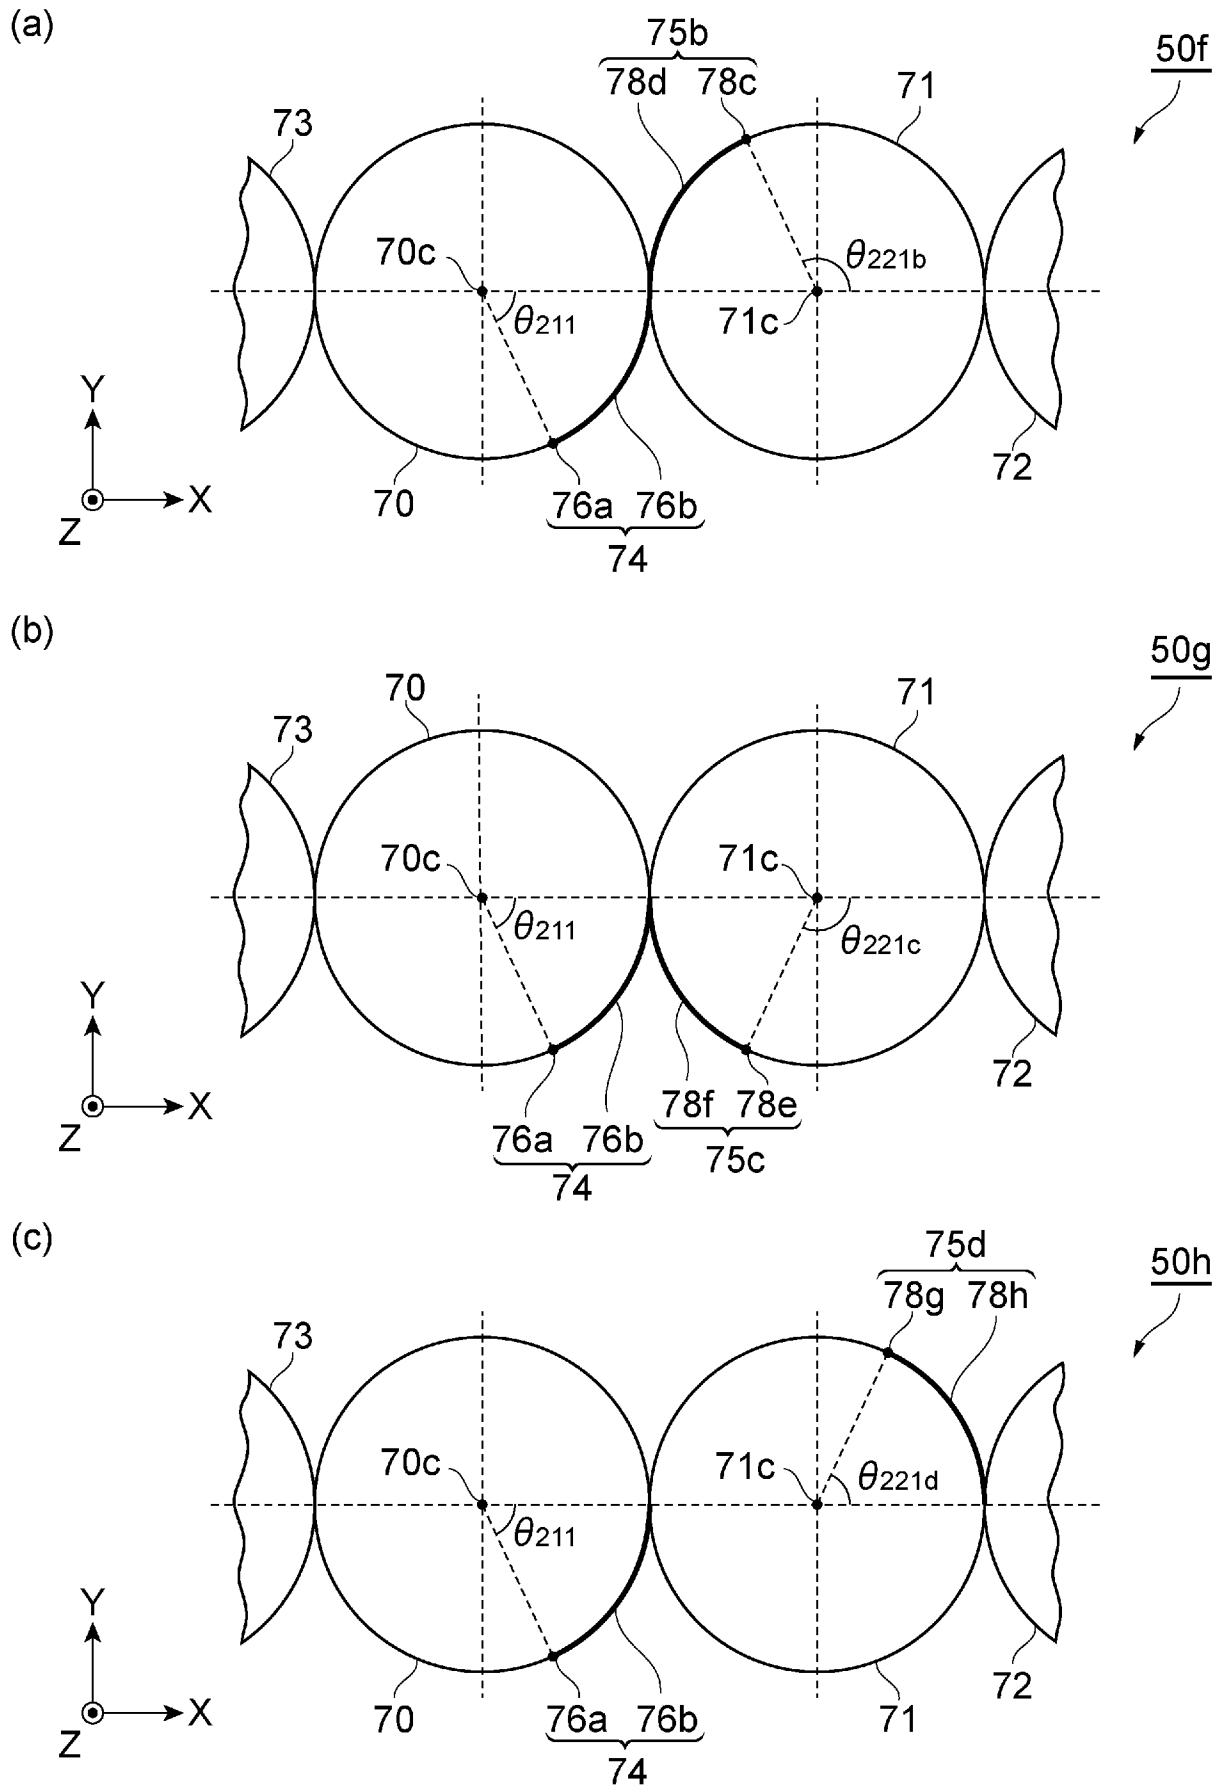 (a)
75b
50f
78d 78c
71
73
70c
θ221b
θ211
71c
Y
72
70
76a 76b
X
Z
74
(b)
50g
70
71
73
70c
71c
θ211
θ221c
Y
72
78f 78e
X
Z
76a 76b
75c
74
(c)
75d
50h
78g 78h
73
70c
71c
θ221d
θ211
Y
72
70
76a 76b
71
X
Z
74